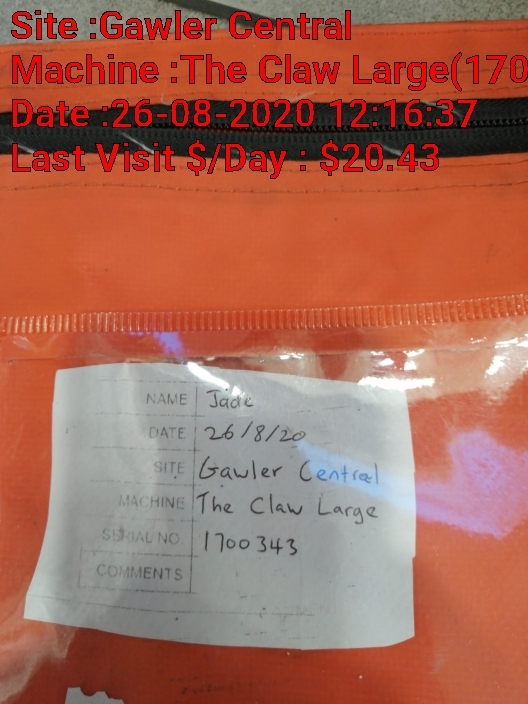 Site :Gawler Central
Machine :The Claw Large(170
Date :26-08-2020 12:16:37
Last Visit $/Day : $20.43
NAME Jade
DATE 26/8/20
SITE Gawler Central
MACHINE The Claw Large
SERIAL NO. 1700343
COMMENTS